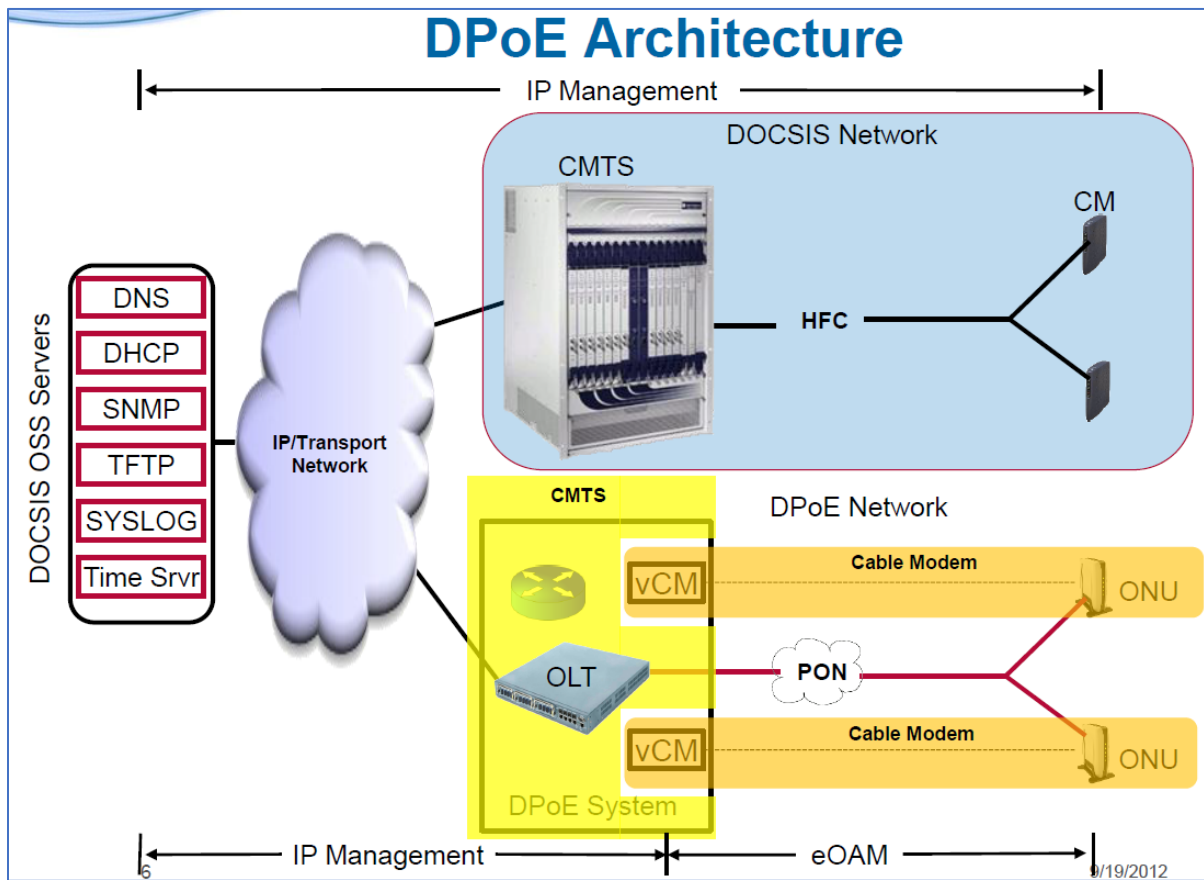 DPoE Architecture
IP Management
DOCSIS Network
CMTS
CM
HFC
DOCSIS OSS Servers
DNS
DHCP
SNMP
TFTP
SYSLOG
Time Srvr
IP/Transport
Network
CMTS
DPoE Network
vCM
Cable Modem
ONU
OLT
PON
vCM
Cable Modem
ONU
DPoE System
IP Management
eOAM
6
9/19/2012